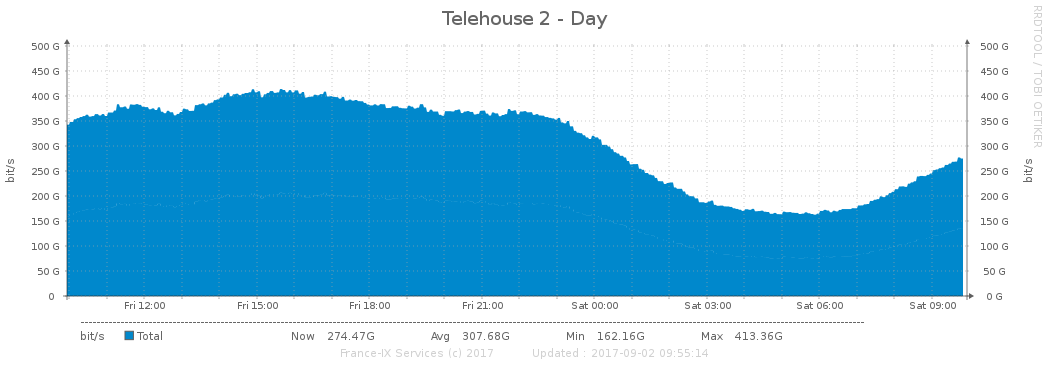 Telehouse 2 - Day
RRDTOOL / TOBI OETIKER
bit/s
500 G 500 G
450 G 450 G
400 G 400 G
350 G 350 G
300 G 300 G
250 G 250 G
200 G 200 G
150 G 150 G
100 G 100 G
50 G 50 G
0 0 G
bit/s
Fri 12:00 Fri 15:00 Fri 18:00 Fri 21:00 Sat 00:00 Sat 03:00 Sat 06:00 Sat 09:00
bit/s Total Now 274.47G Avg 307.68G Min 162.16G Max 413.36G
France-IX Services (c) 2017 Updated : 2017-09-02 09:55:14